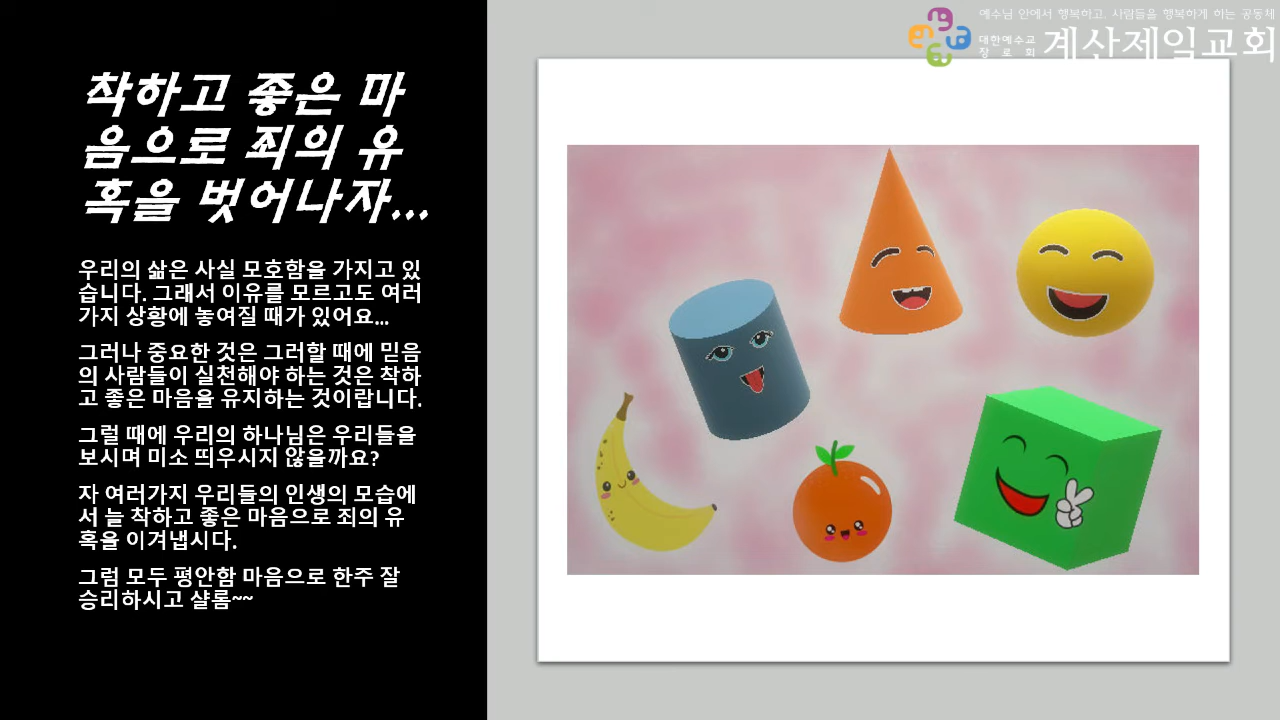 예수님 안에서 행복하고, 사람들을 행복하게 하는 공동체
대한예수교
장로회
계산제일교회
착하고 좋은 마
음으로 죄의 유
혹을 벗어나자...
우리의 삶은 사실 모호함을 가지고 있
습니다. 그래서 이유를 모르고도 여러
가지 상황에 놓여질 때가 있어요...
그러나 중요한 것은 그러할 때에 믿음
의 사람들이 실천해야 하는 것은 착하
고 좋은 마음을 유지하는 것이랍니다.
그럴 때에 우리의 하나님은 우리들을
보시며 미소 띄우시지 않을까요?
자 여러가지 우리들의 인생의 모습에
서 늘 착하고 좋은 마음으로 죄의 유
혹을 이겨냅시다.
그럼 모두 평안함 마음으로 한주 잘
승리하시고 샬롬~~